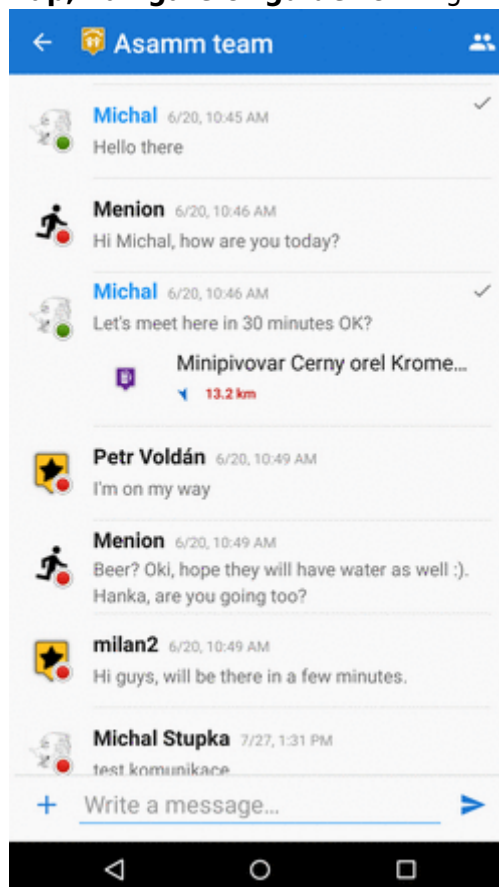 Asamm team
Michal 6/20, 10:45 AM
Hello there
Menion 6/20, 10:46 AM
Hi Michal, how are you today?
Michal 6/20, 10:46 AM
Let's meet here in 30 minutes OK?
Minipivovar Cerny orel Krome...
13.2 km
Petr Voldán 6/20, 10:49 AM
I'm on my way
Menion 6/20, 10:49 AM
Beer? Oki, hope they will have water as well :).
Hanka, are you going too?
milan2 6/20, 10:49 AM
Hi guys, will be there in a few minutes.
Michal Stupka 7/27, 1:31 PM
test komunikace
Write a message...